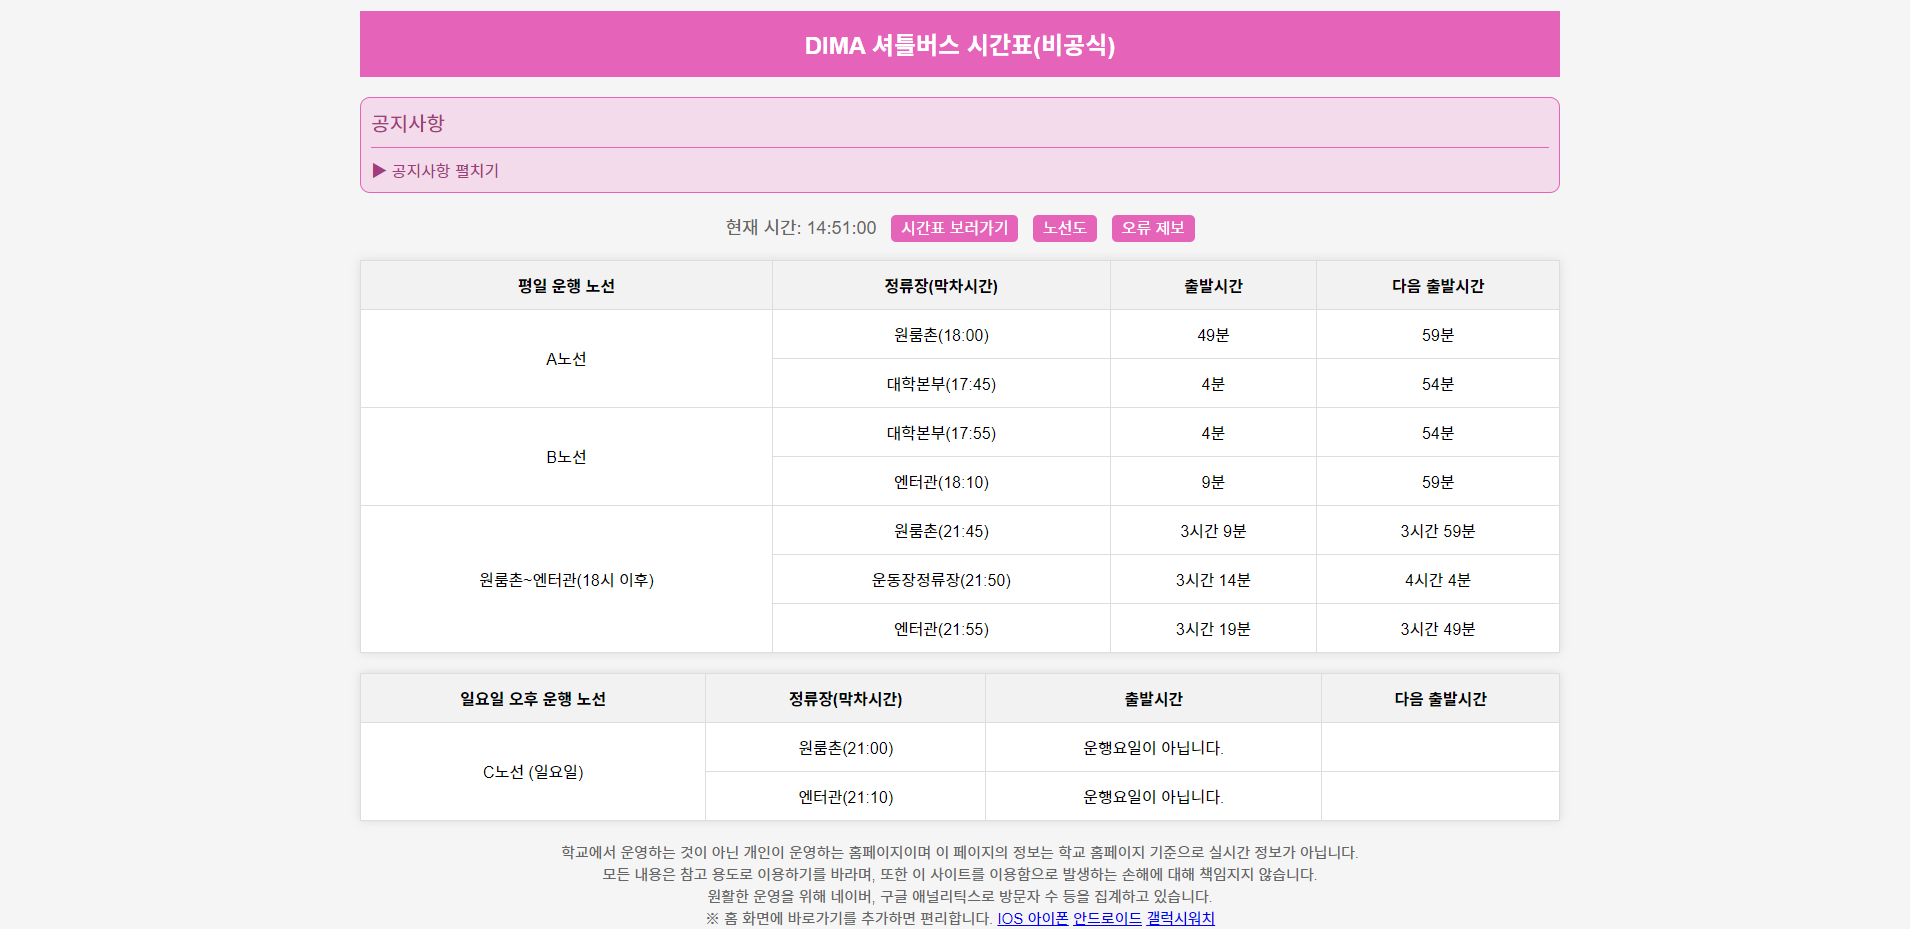 DIMA 셔틀버스 시간표(비공식)
공지사항
▶ 공지사항 펼치기
현재 시간: 14:51:00 시간표 보러가기 노선도 오류 제보
평일 운행 노선 정류장(막차시간) 출발시간 다음 출발시간
A노선 원룸촌(18:00) 49분 59분
대학본부(17:45) 4분 54분
B노선 대학본부(17:55) 4분 54분
엔터관(18:10) 9분 59분
원룸촌~엔터관(18시 이후) 원룸촌(21:45) 3시간 9분 3시간 59분
운동장정류장(21:50) 3시간 14분 4시간 4분
엔터관(21:55) 3시간 19분 3시간 49분
일요일 오후 운행 노선 정류장(막차시간) 출발시간 다음 출발시간
C노선 (일요일) 원룸촌(21:00) 운행요일이 아닙니다.
엔터관(21:10) 운행요일이 아닙니다.
학교에서 운영하는 것이 아닌 개인이 운영하는 홈페이지이며 이 페이지의 정보는 학교 홈페이지 기준으로 실시간 정보가 아닙니다.
모든 내용은 참고 용도로 이용하기를 바라며, 또한 이 사이트를 이용함으로 발생하는 손해에 대해 책임지지 않습니다.
원활한 운영을 위해 네이버, 구글 애널리틱스로 방문자 수 등을 집계하고 있습니다.
※ 홈 화면에 바로가기를 추가하면 편리합니다. IOS 아이폰 안드로이드 갤럭시워치